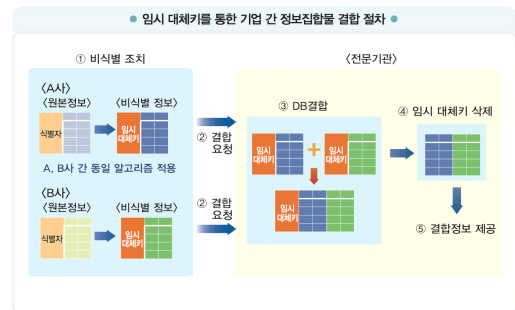 임시 대체키를 통한 기업 간 정보집합물 결합 절차
① 비식별 조치
〈A사〉
〈원본정보〉 〈비식별 정보〉
식별자
임시
대체키
A, B사 간 동일 알고리즘 적용
〈B사〉
〈원본정보〉 〈비식별 정보〉
식별자
임시
대체키
② 결합
요청
② 결합
요청
〈전문기관〉
③ DB결합
임시
대체키
+
임시
대체키
임시
대체키
④ 임시 대체키 삭제
⑤ 결합정보 제공